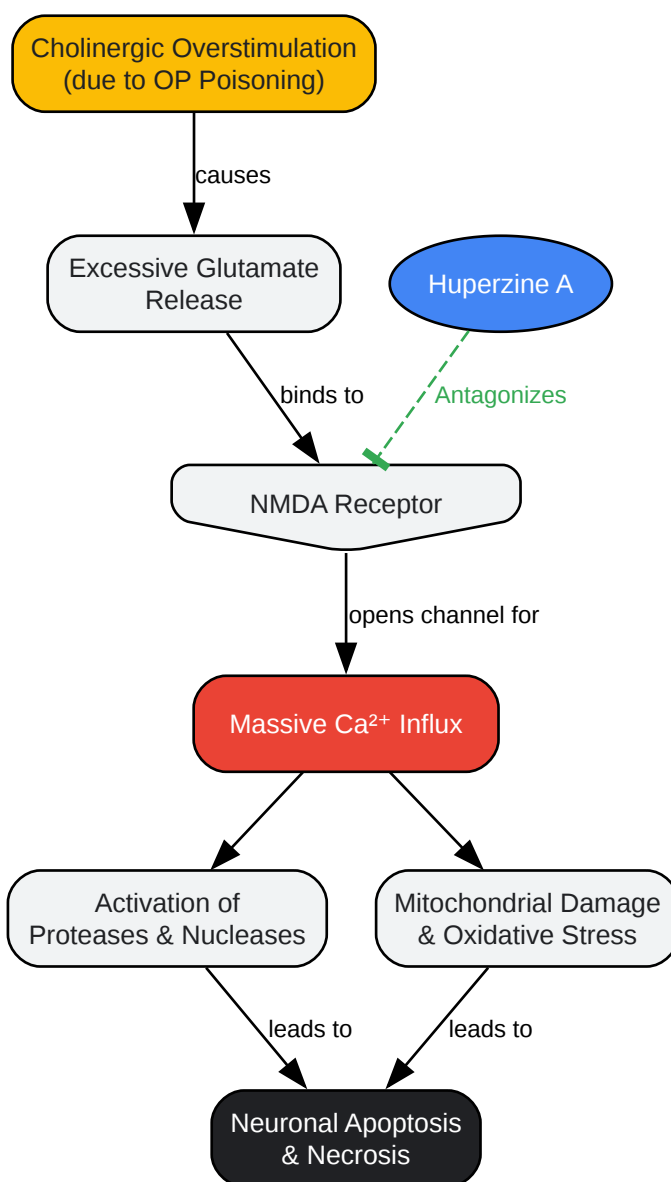 Cholinergic Overstimulation
(due to OP Poisoning)
causes
Excessive Glutamate
Release
Huperzine A
binds to
Antagonizes
NMDA Receptor
opens channel for
Massive Ca²⁺ Influx
Activation of
Proteases & Nucleases
Mitochondrial Damage
& Oxidative Stress
leads to
leads to
Neuronal Apoptosis
& Necrosis